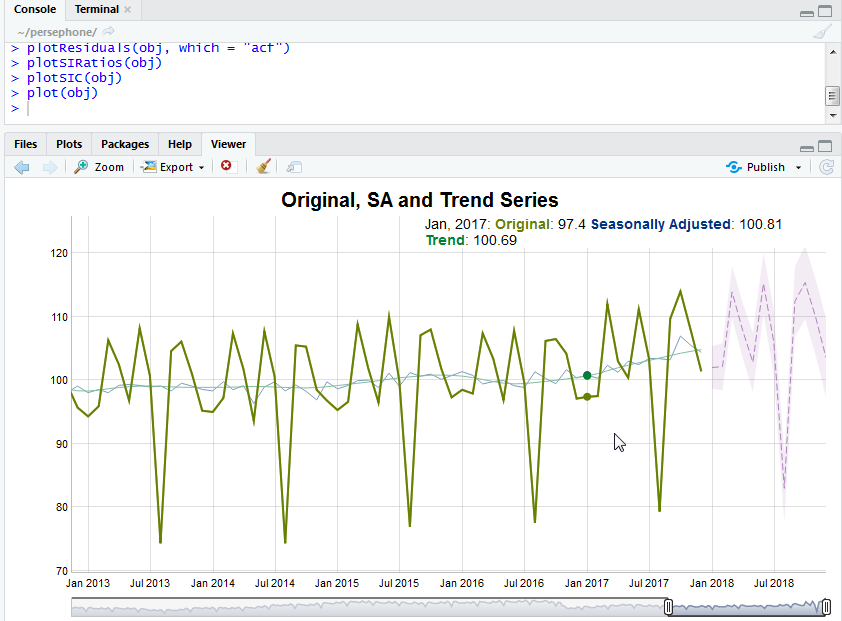 Console Terminal ×
~/persephone/
> plotResiduals(obj, which = "acf")
> plotSIRatios(obj)
> plotSIC(obj)
> plot(obj)
>
Files Plots Packages Help Viewer
Zoom Export Publish
Original, SA and Trend Series
Jan, 2017: Original: 97.4 Seasonally Adjusted: 100.81
Trend: 100.69
120
110
100
90
80
70
Jan 2013 Jul 2013 Jan 2014 Jul 2014 Jan 2015 Jul 2015 Jan 2016 Jul 2016 Jan 2017 Jul 2017 Jan 2018 Jul 2018